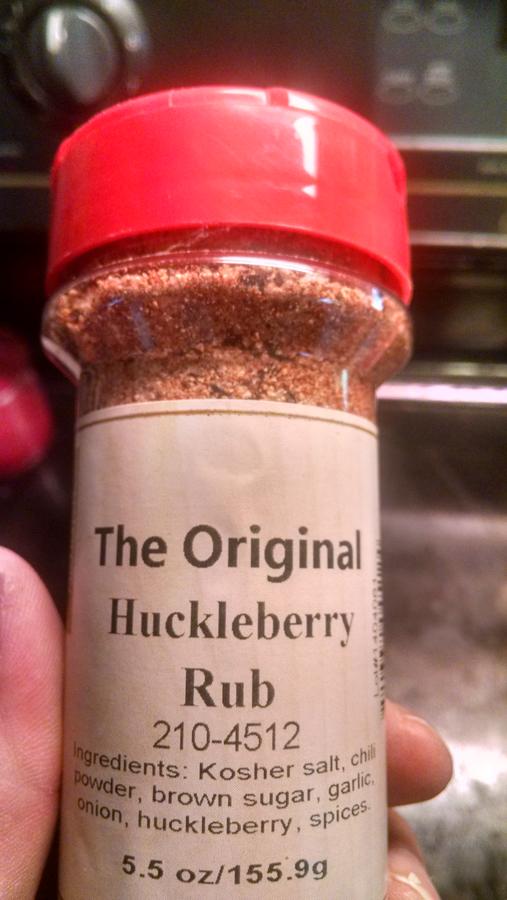 The Original
Huckleberry
Rub
210-4512
Ingredients: Kosher salt, chili
powder, brown sugar, garlic,
onion, huckleberry, spices.
5.5 oz/155.9g